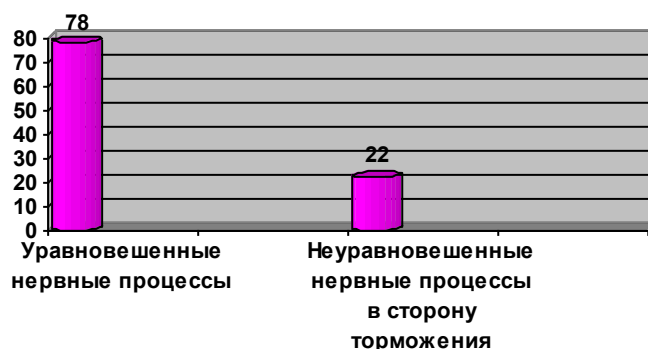 78
80
70
60
50
40
30
20
10
0
22
Уравновешенные
нервные процессы
Неуравновешенные
нервные процессы
в сторону
торможения